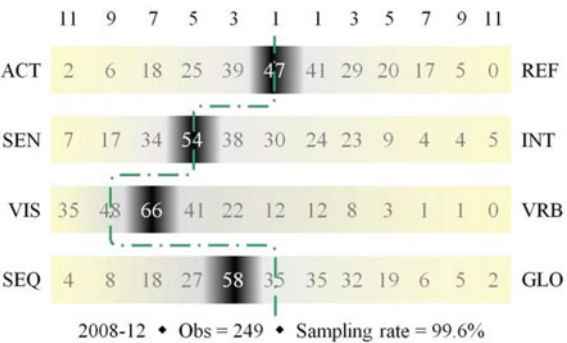 11 9 7 5 3 1 1 3 5 7 9 11
ACT 2 6 18 25 39 47 41 29 20 17 5 0 REF
SEN 7 17 34 54 38 30 24 23 9 4 4 5 INT
VIS 35 48 66 41 22 12 12 8 3 1 1 0 VRB
SEQ 4 8 18 27 58 35 35 32 19 6 5 2 GLO
2008-12 ◆ Obs = 249 ◆ Sampling rate = 99.6%